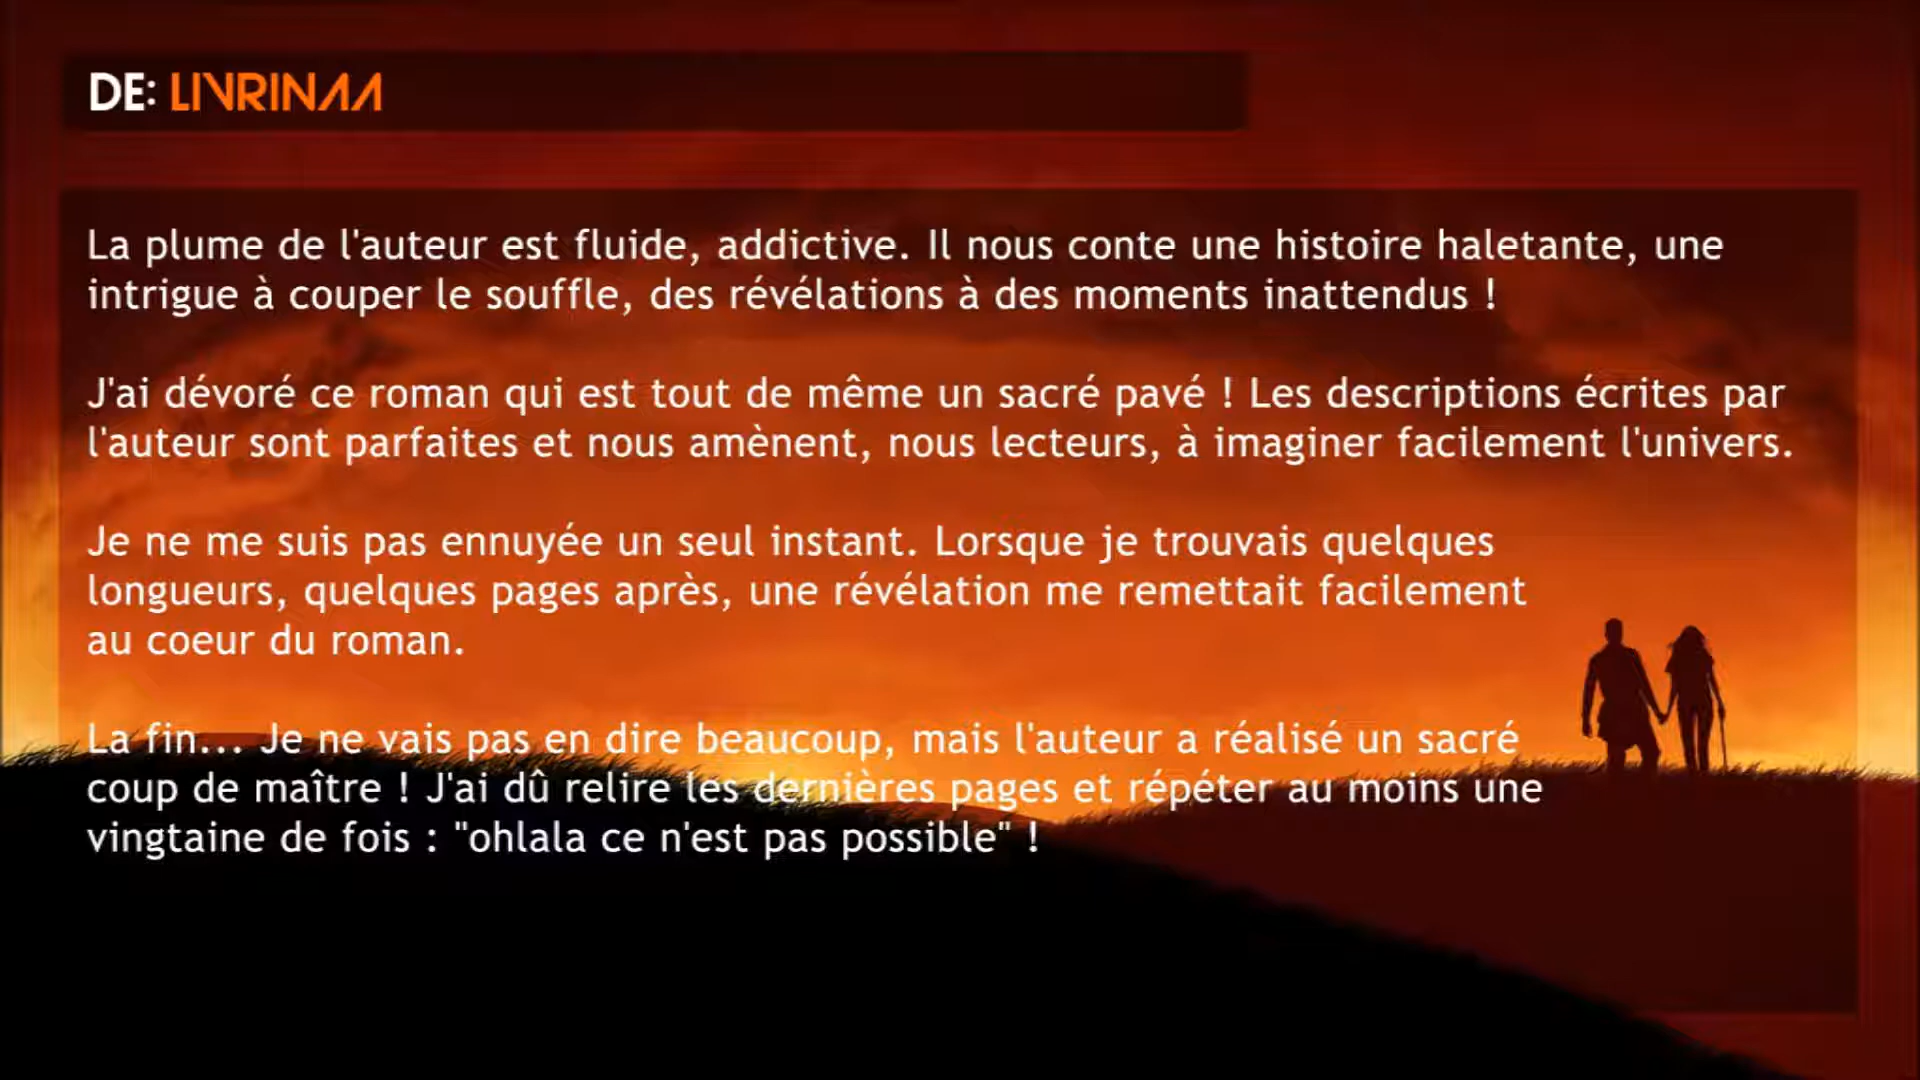 DE: LIVRINAA
La plume de l'auteur est fluide, addictive. Il nous conte une histoire haletante, une
intrigue à couper le souffle, des révélations à des moments inattendus !
J'ai dévoré ce roman qui est tout de même un sacré pavé ! Les descriptions écrites par
l'auteur sont parfaites et nous amènent, nous lecteurs, à imaginer facilement l'univers.
Je ne me suis pas ennuyée un seul instant. Lorsque je trouvais quelques
longueurs, quelques pages après, une révélation me remettait facilement
au coeur du roman.
La fin... Je ne vais pas en dire beaucoup, mais l'auteur a réalisé un sacré
coup de maître ! J'ai dû relire les dernières pages et répéter au moins une
vingtaine de fois : "ohlala ce n'est pas possible" !